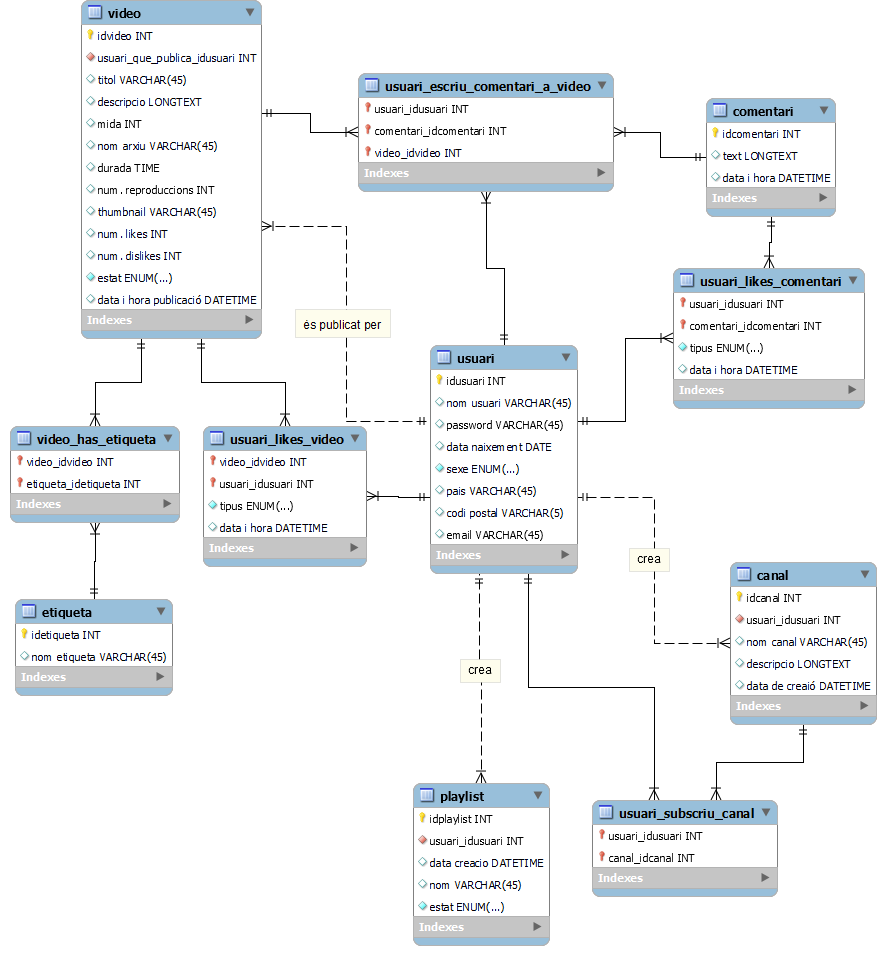 video
idvideo INT
usuari_que_publica_idusuari INT
titol VARCHAR(45)
descripcio LONGTEXT
mida INT
nom arxiu VARCHAR(45)
durada TIME
num. reproduccions INT
thumbnail VARCHAR(45)
num. likes INT
num. dislikes INT
estat ENUM(...)
data i hora publicació DATETIME
Indexes
usuari_escriu_comentari_a_video
usuari_idusuari INT
comentari_idcomentari INT
video_idvideo INT
Indexes
comentari
idcomentari INT
text LONGTEXT
data i hora DATETIME
Indexes
usuari_likes_comentari
usuari_idusuari INT
comentari_idcomentari INT
tipus ENUM(...)
data i hora DATETIME
Indexes
és publicat per
usuari
idusuari INT
nom usuari VARCHAR(45)
password VARCHAR(45)
data naixement DATE
sexe ENUM(...)
pais VARCHAR(45)
codi postal VARCHAR(5)
email VARCHAR(45)
Indexes
video_has_etiqueta
video_idvideo INT
etiqueta_idetiqueta INT
Indexes
usuari_likes_video
video_idvideo INT
usuari_idusuari INT
tipus ENUM(...)
data i hora DATETIME
Indexes
etiqueta
idetiqueta INT
nom etiqueta VARCHAR(45)
Indexes
crea
canal
idcanal INT
usuari_idusuari INT
nom canal VARCHAR(45)
descripcio LONGTEXT
data de creaió DATETIME
Indexes
crea
playlist
idplaylist INT
usuari_idusuari INT
data creacio DATETIME
nom VARCHAR(45)
estat ENUM(...)
Indexes
usuari_subscriu_canal
usuari_idusuari INT
canal_idcanal INT
Indexes